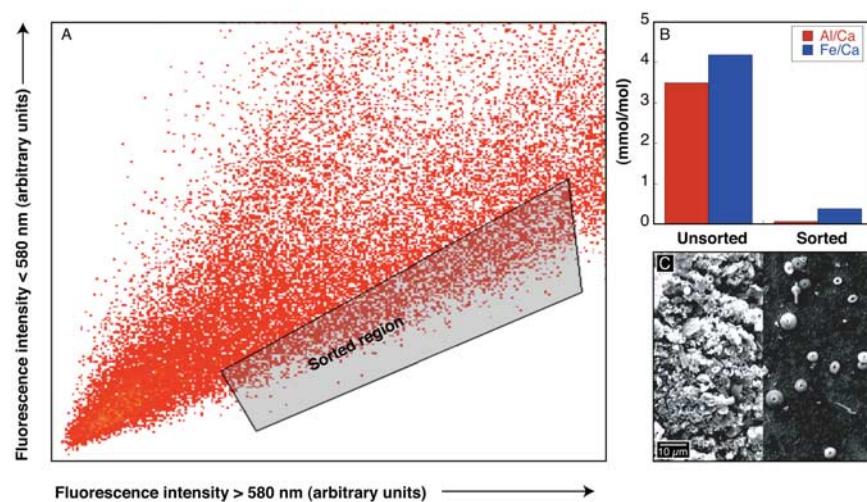 A
Fluorescence intensity < 580 nm (arbitrary units)
Sorted region
Fluorescence intensity > 580 nm (arbitrary units)
B
Al/Ca
Fe/Ca
(mmol/mol)
5
4
3
2
1
0
Unsorted
Sorted
C
10 µm